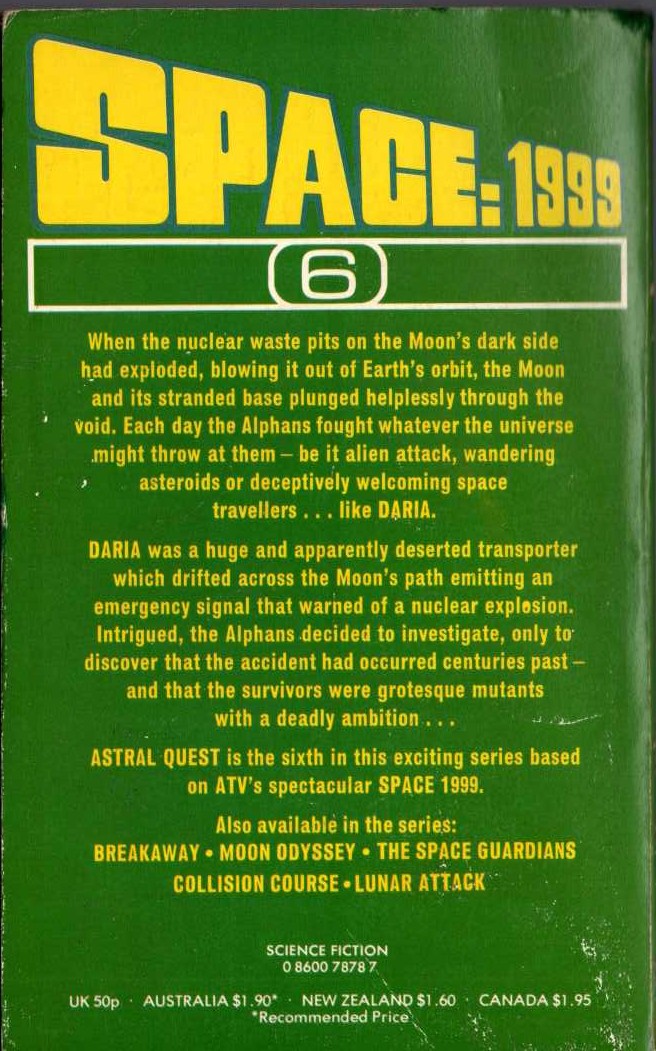 SPACE: 1999
6
When the nuclear waste pits on the Moon's dark side
had exploded, blowing it out of Earth's orbit, the Moon
and its stranded base plunged helplessly through the
void. Each day the Alphans fought whatever the universe
might throw at them – be it alien attack, wandering
asteroids or deceptively welcoming space
travellers . . . like DARIA.
DARIA was a huge and apparently deserted transporter
which drifted across the Moon's path emitting an
emergency signal that warned of a nuclear explosion.
Intrigued, the Alphans decided to investigate, only to
discover that the accident had occurred centuries past –
and that the survivors were grotesque mutants
with a deadly ambition . . .
ASTRAL QUEST is the sixth in this exciting series based
on ATV's spectacular SPACE 1999.
Also available in the series:
BREAKAWAY • MOON ODYSSEY • THE SPACE GUARDIANS
COLLISION COURSE • LUNAR ATTACK
SCIENCE FICTION
0 8600 7878 7
UK 50p · AUSTRALIA $1.90* · NEW ZEALAND $1.60 · CANADA $1.95
*Recommended Price